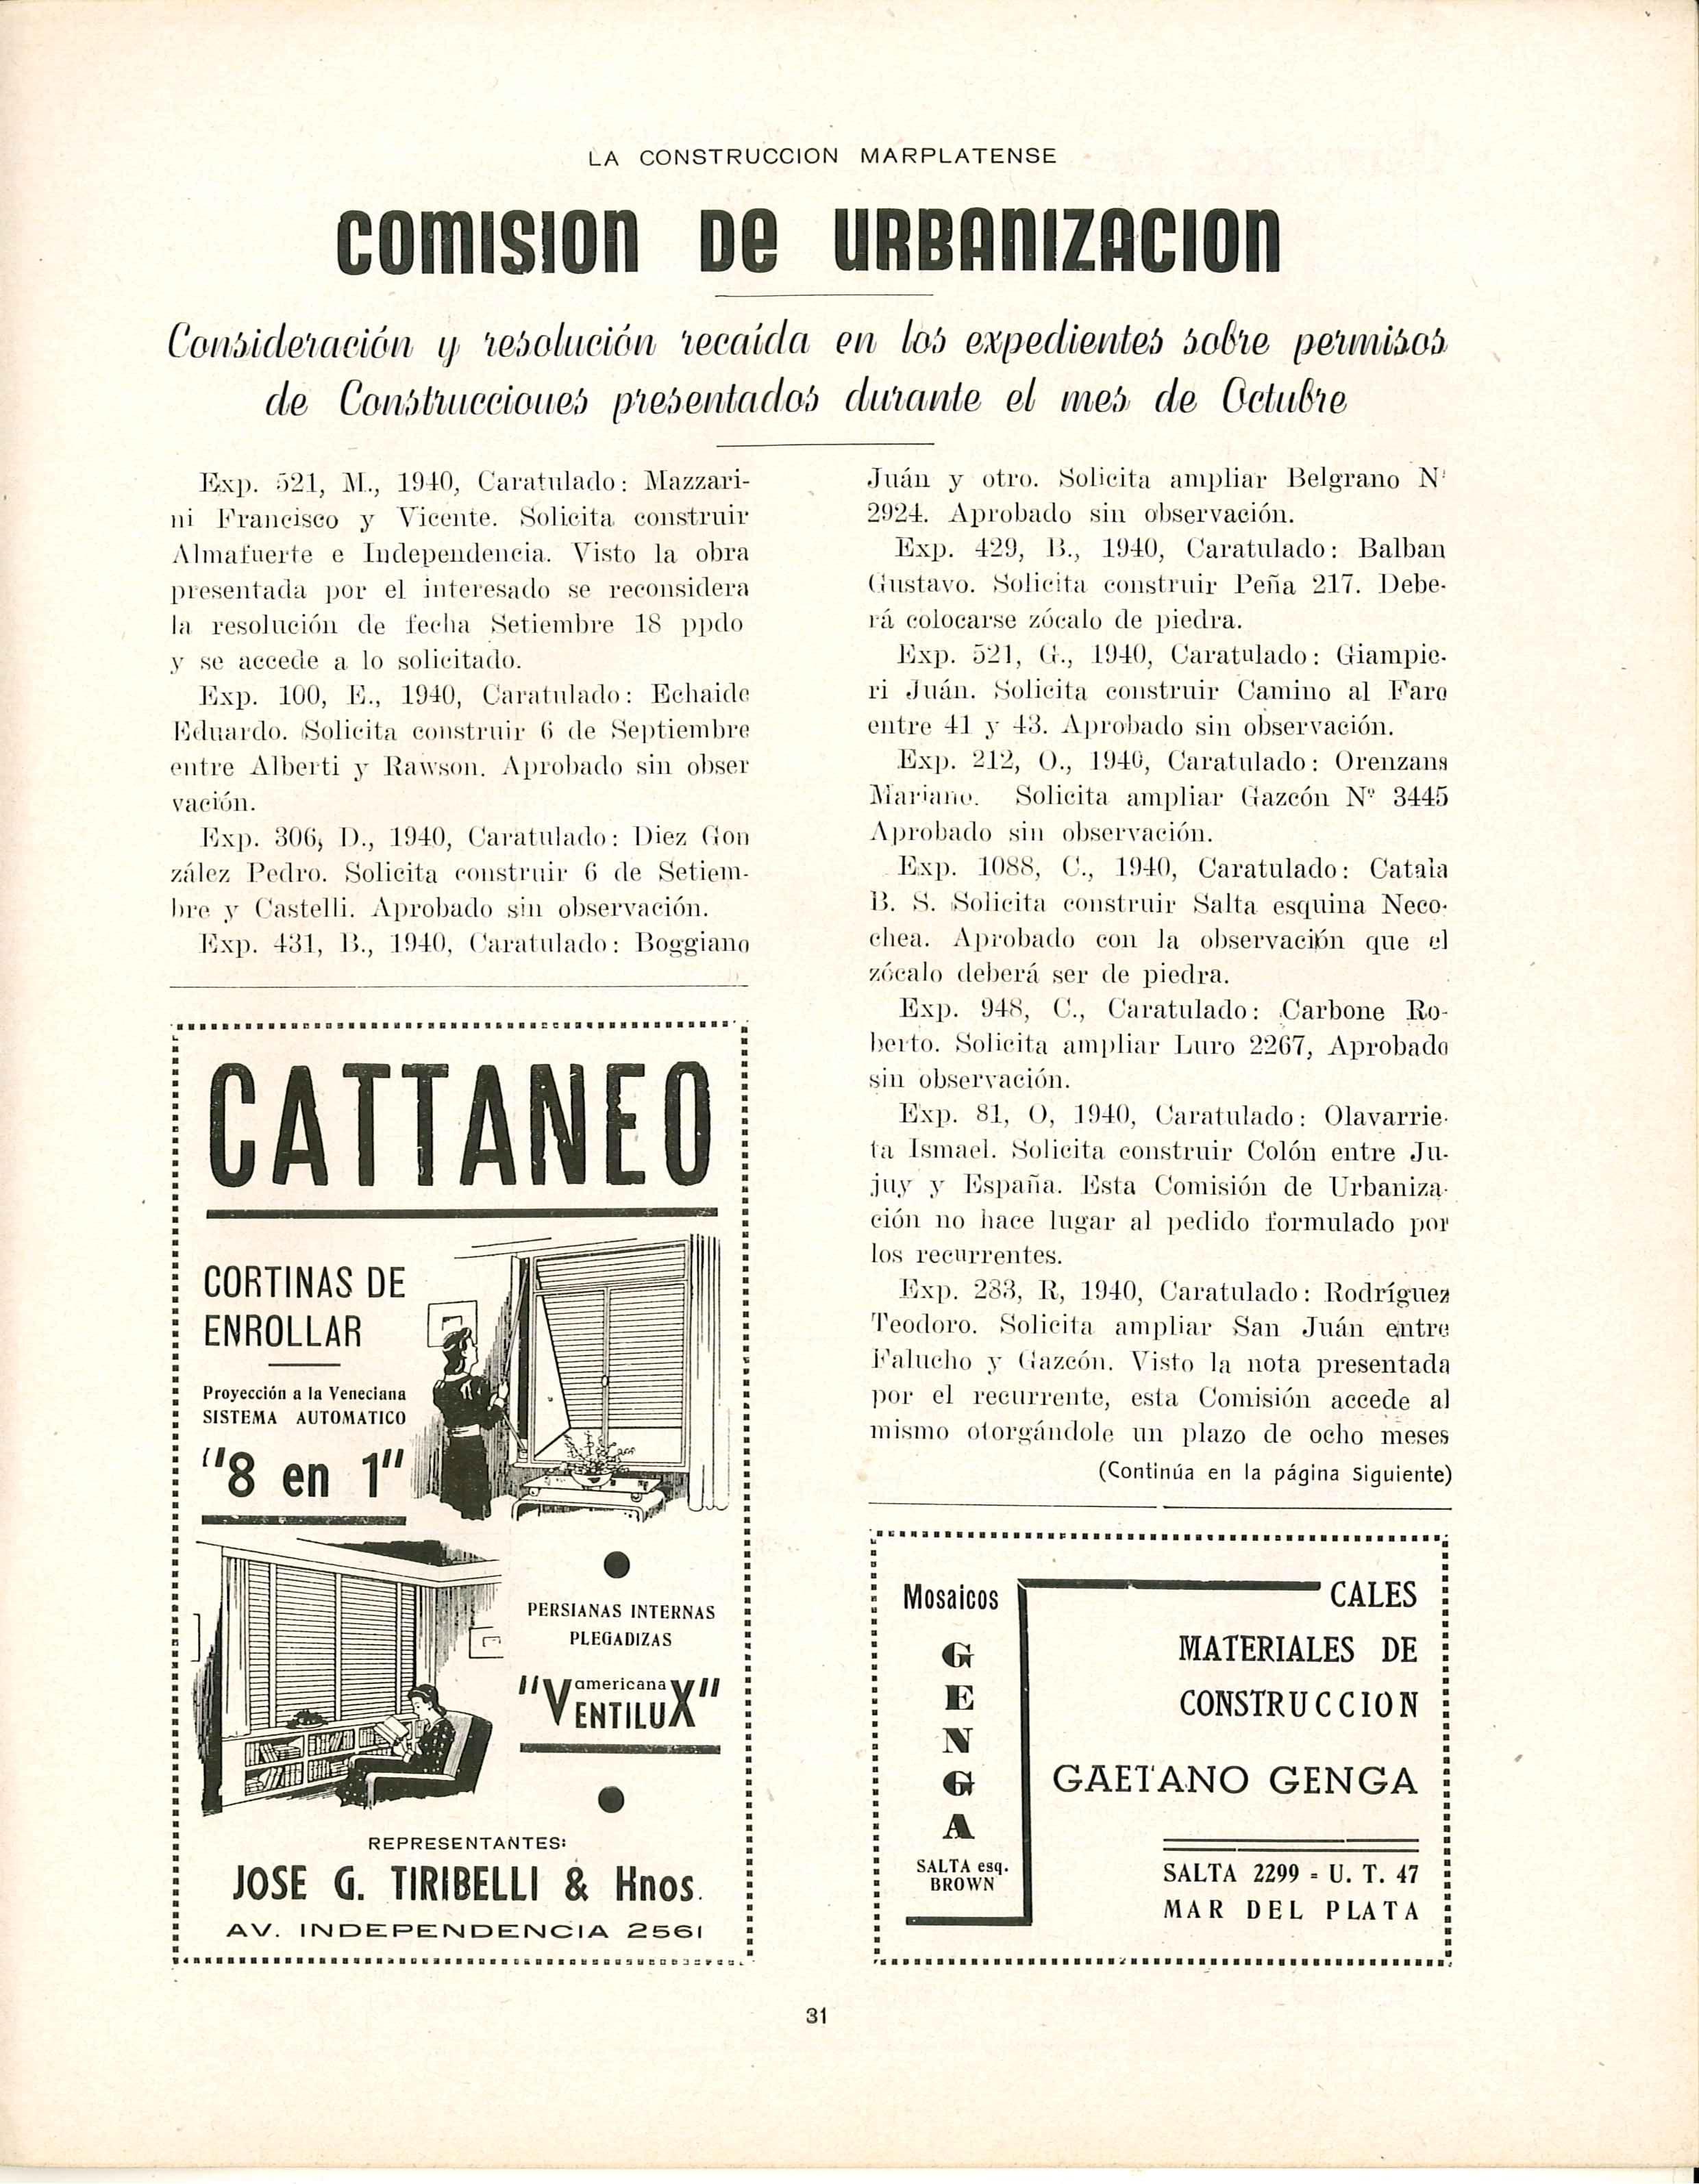 LA CONSTRUCCION MARPLATENSE
COMISION DE URBANIZACION
Consideración y resolución recaída en los expedientes sobre permisos
de Construcciones presentados durante el mes de Octubre
Exp. 521, M., 1940, Caratulado: Mazzari-
ni Francisco y Vicente. Solicita construir
Almafuerte e Independencia. Visto la obra
presentada por el interesado se reconsidera
la resolución de fecha Setiembre 18 ppdo
y se accede a lo solicitado.
Exp. 100, E., 1940, Caratulado: Echaide
Eduardo. Solicita construir 6 de Septiembre
entre Alberti y Rawson. Aprobado sin obser
vación.
Exp. 306, D., 1940, Caratulado: Diez Gon
zález Pedro. Solicita construir 6 de Setiem-
bre y Castelli. Aprobado sin observación.
Exp. 431, B., 1940, Caratulado: Boggiano
Juán y otro. Solicita ampliar Belgrano Nº
2924. Aprobado sin observación.
Exp. 429, B., 1940, Caratulado: Balban
Gustavo. Solicita construir Peña 217. Debe-
rá colocarse zócalo de piedra.
Exp. 521, G., 1940, Caratulado: Giampie-
ri Juán. Solicita construir Camino al Faro
entre 41 y 43. Aprobado sin observación.
Exp. 212, O., 1940, Caratulado: Orenzans
Mariano. Solicita ampliar Gazcón Nº 3445
Aprobado sin observación.
Exp. 1088, C., 1940, Caratulado: Catala
B. S. Solicita construir Salta esquina Neco-
chea. Aprobado con la observación que el
zócalo deberá ser de piedra.
Exp. 948, C., Caratulado: Carbone Ro-
berto. Solicita ampliar Luro 2267, Aprobado
sin observación.
Exp. 81, O, 1940, Caratulado: Olavarrie-
ta Ismael. Solicita construir Colón entre Ju-
juy y España. Esta Comisión de Urbaniza-
ción no hace lugar al pedido formulado por
los recurrentes.
Exp. 283, R, 1940, Caratulado: Rodríguez
Teodoro. Solicita ampliar San Juán entre
Falucho y Gazcón. Visto la nota presentada
por el recurrente, esta Comisión accede al
mismo otorgándole un plazo de ocho meses
(Continúa en la página Siguiente)
CATTANEO
CORTINAS DE
ENROLLAR
Proyección a la Veneciana
SISTEMA AUTOMATICO
"8 en 1"
PERSIANAS INTERNAS
PLEGADIZAS
americana
"VENTILUX"
REPRESENTANTES:
JOSE G. TIRIBELLI & Hnos.
AV. INDEPENDENCIA 2561
Mosaicos
GENGA
SALTA esq.
BROWN
CALES
MATERIALES DE
CONSTRUCCION
GAETANO GENGA
SALTA 2299 - U. T. 47
MAR DEL PLATA
31